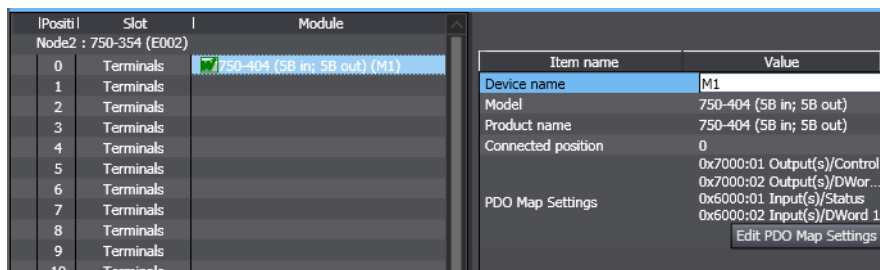 |Positi| Slot | Module
Node2 : 750-354 (E002)
0 Terminals 750-404 (5B in; 5B out) (M1)
1 Terminals
2 Terminals
3 Terminals
4 Terminals
5 Terminals
6 Terminals
7 Terminals
8 Terminals
9 Terminals
10 Terminals
Item name Value
Device name M1
Model 750-404 (5B in; 5B out)
Product name 750-404 (5B in; 5B out)
Connected position 0
PDO Map Settings
0x7000:01 Output(s)/Control
0x7000:02 Output(s)/DWor...
0x6000:01 Input(s)/Status
0x6000:02 Input(s)/DWord 1
Edit PDO Map Settings